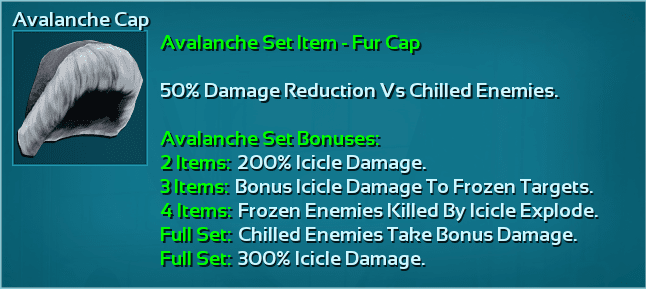 Avalanche Cap
Avalanche Set Item - Fur Cap
50% Damage Reduction Vs Chilled Enemies.
Avalanche Set Bonuses:
2 Items: 200% Icicle Damage.
3 Items: Bonus Icicle Damage To Frozen Targets.
4 Items: Frozen Enemies Killed By Icicle Explode.
Full Set: Chilled Enemies Take Bonus Damage.
Full Set: 300% Icicle Damage.